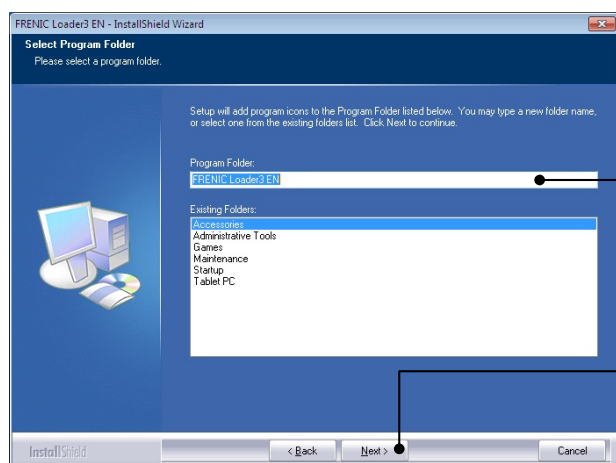 FRENIC Loader3 EN - InstallShield Wizard
Select Program Folder
Please select a program folder.
Setup will add program icons to the Program Folder listed below. You may type a new folder name,
or select one from the existing folders list. Click Next to continue.
Program Folder:
FRENIC Loader3 EN
Existing Folders:
Accessories
Administrative Tools
Games
Maintenance
Startup
Tablet PC
InstallShield
< Back
Next >
Cancel